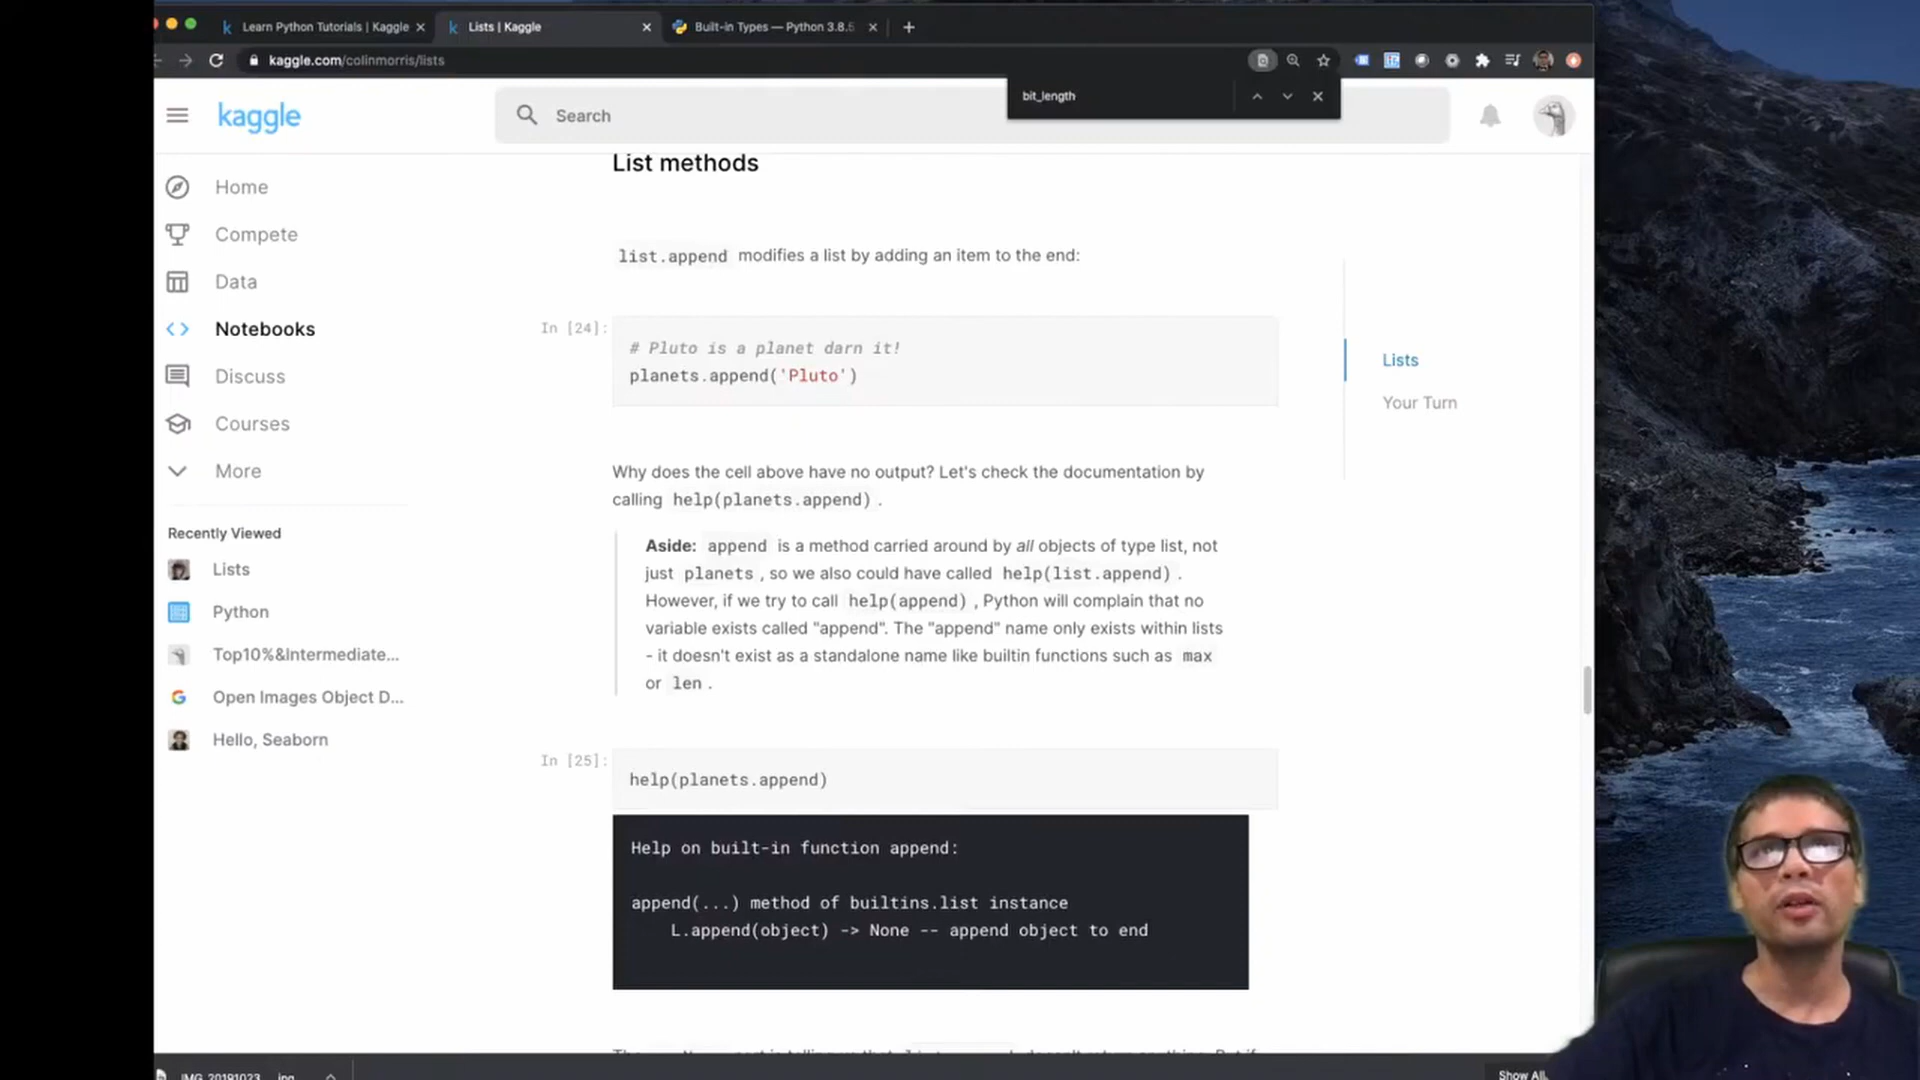 Learn Python Tutorials | Kaggle
Lists | Kaggle
Built-in Types — Python 3.8.5
kaggle.com/colinmorris/lists
bit_length
kaggle
Search
Home
Compete
Data
Notebooks
Discuss
Courses
More
Recently Viewed
Lists
Python
Top10%&Intermediate...
Open Images Object D...
Hello, Seaborn
List methods
list.append modifies a list by adding an item to the end:
In [24]:
# Pluto is a planet darn it!
planets.append('Pluto')
Why does the cell above have no output? Let's check the documentation by
calling help(planets.append) .
Aside: append is a method carried around by all objects of type list, not
just planets , so we also could have called help(list.append) .
However, if we try to call help(append) , Python will complain that no
variable exists called "append". The "append" name only exists within lists
- it doesn't exist as a standalone name like builtin functions such as max
or len .
In [25]:
help(planets.append)
Help on built-in function append:
append(...) method of builtins.list instance
L.append(object) -> None -- append object to end
Lists
Your Turn
IMG_20191023....jpg
Show All